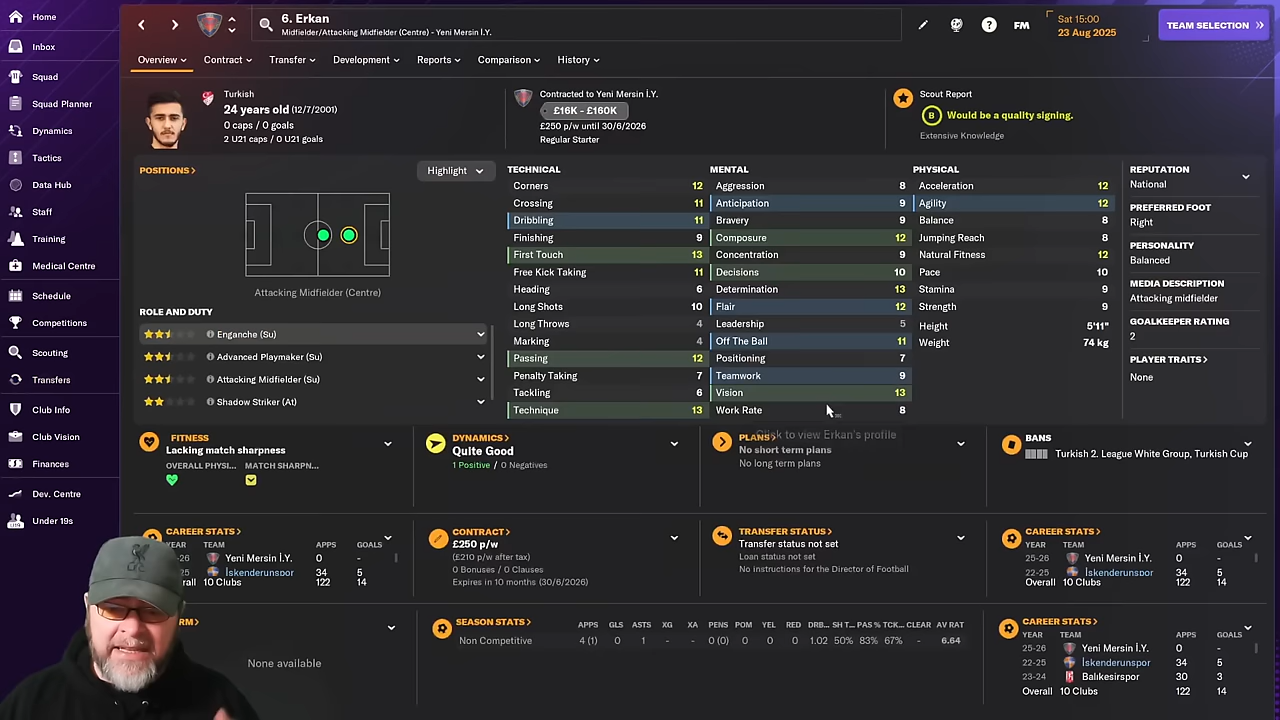 Home
Inbox
Squad
Squad Planner
Dynamics
Tactics
Data Hub
Staff
Training
Medical Centre
Schedule
Competitions
Scouting
Transfers
Club Info
Club Vision
Finances
Dev. Centre
Under 19s
6. Erkan
Midfielder/Attacking Midfielder (Centre) - Yeni Mersin İ.Y.
FM
Sat 15:00
23 Aug 2025
TEAM SELECTION
Overview
Contract
Transfer
Development
Reports
Comparison
History
Turkish
24 years old (12/7/2001)
0 caps / 0 goals
2 U21 caps / 0 U21 goals
Contracted to Yeni Mersin İ.Y.
£16K - £160K
£250 p/w until 30/6/2026
Regular Starter
Scout Report
B Would be a quality signing.
Extensive Knowledge
POSITIONS
Highlight
Attacking Midfielder (Centre)
ROLE AND DUTY
Enganche (Su)
Advanced Playmaker (Su)
Attacking Midfielder (Su)
Shadow Striker (At)
TECHNICAL
Corners 12
Crossing 11
Dribbling 11
Finishing 9
First Touch 13
Free Kick Taking 11
Heading 6
Long Shots 10
Long Throws 4
Marking 4
Passing 12
Penalty Taking 7
Tackling 6
Technique 13
MENTAL
Aggression 8
Anticipation 9
Bravery 9
Composure 12
Concentration 9
Decisions 10
Determination 13
Flair 12
Leadership 5
Off The Ball 11
Positioning 7
Teamwork 9
Vision 13
Work Rate 8
Click to view Erkan's profile
PHYSICAL
Acceleration 12
Agility 12
Balance 8
Jumping Reach 8
Natural Fitness 12
Pace 10
Stamina 9
Strength 9
Height 5'11"
Weight 74 kg
REPUTATION
National
PREFERRED FOOT
Right
PERSONALITY
Balanced
MEDIA DESCRIPTION
Attacking midfielder
GOALKEEPER RATING
2
PLAYER TRAITS
None
FITNESS
Lacking match sharpness
OVERALL PHYSI... MATCH SHARPN...
DYNAMICS
Quite Good
1 Positive / 0 Negatives
PLANS
No short term plans
No long term plans
BANS
Turkish 2. League White Group, Turkish Cup
CAREER STATS
YEAR TEAM APPS GOALS
25-26 Yeni Mersin İ.Y. 0 -
İskenderunspor 34 5
10 Clubs 122 14
CONTRACT
£250 p/w
(£210 p/w after tax)
0 Bonuses / 0 Clauses
Expires in 10 months (30/6/2026)
TRANSFER STATUS
Transfer status not set
Loan status not set
No instructions for the Director of Football
CAREER STATS
YEAR TEAM APPS GOALS
25-26 Yeni Mersin İ.Y. 0 -
22-25 İskenderunspor 34 5
Overall 10 Clubs 122 14
None available
SEASON STATS
APPS GLS ASTS XG XA PENS POM YEL RED DRB... SH T... PAS % TCK... CLEAR AV RAT
Non Competitive 4 (1) 0 1 - - 0 (0) 0 0 0 1.02 50% 83% 67% - 6.64
CAREER STATS
YEAR TEAM APPS GOALS
25-26 Yeni Mersin İ.Y. 0 -
22-25 İskenderunspor 34 5
23-24 Balıkesirspor 30 3
Overall 10 Clubs 122 14